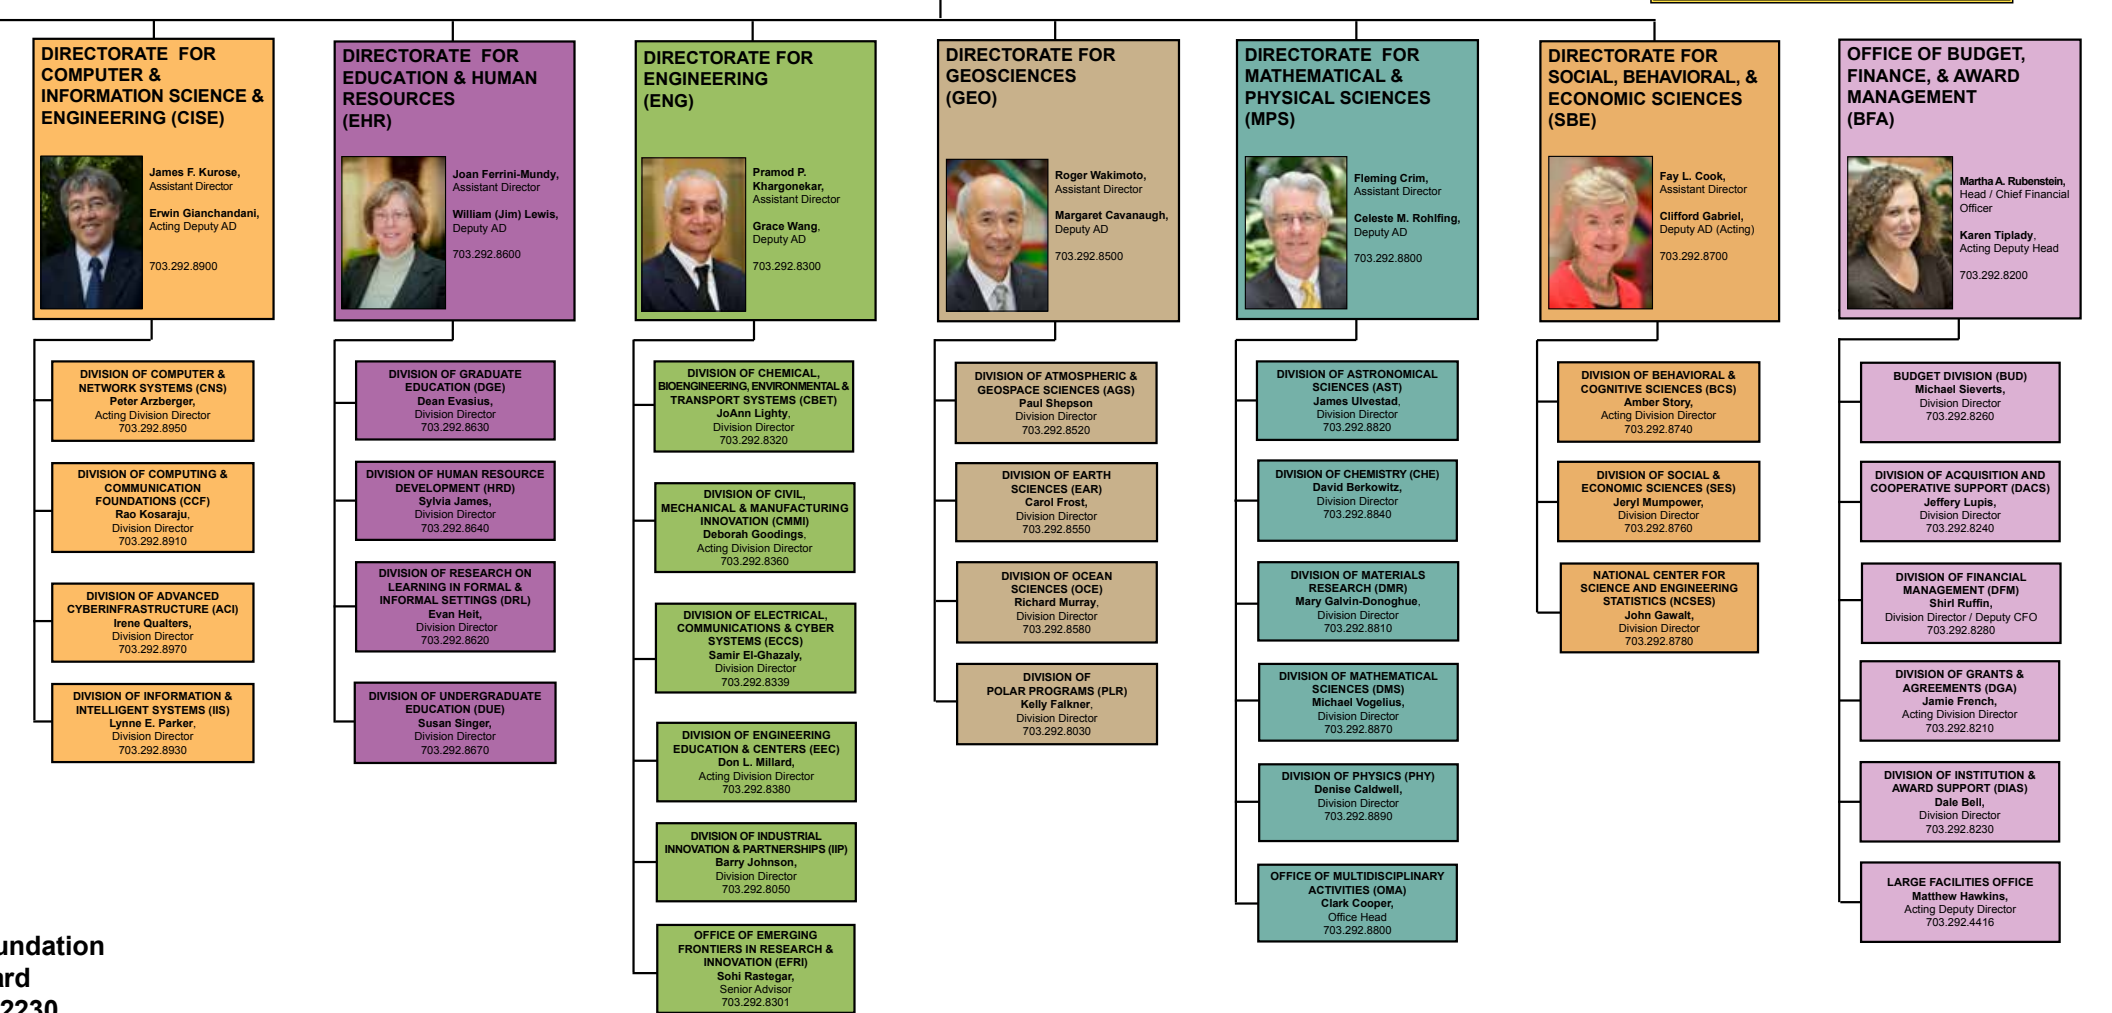 DIRECTORATE FOR
COMPUTER &
INFORMATION SCIENCE &
ENGINEERING (CISE)
James F. Kurose,
Assistant Director
Erwin Gianchandani,
Acting Deputy AD
703.292.8900
DIVISION OF COMPUTER &
NETWORK SYSTEMS (CNS)
Peter Arzberger,
Acting Division Director
703.292.8950
DIVISION OF COMPUTING &
COMMUNICATION
FOUNDATIONS (CCF)
Rao Kosaraju,
Division Director
703.292.8910
DIVISION OF ADVANCED
CYBERINFRASTRUCTURE (ACI)
Irene Qualters,
Division Director
703.292.8970
DIVISION OF INFORMATION &
INTELLIGENT SYSTEMS (IIS)
Lynne E. Parker,
Division Director
703.292.8930
DIRECTORATE FOR
EDUCATION & HUMAN
RESOURCES
(EHR)
Joan Ferrini-Mundy,
Assistant Director
William (Jim) Lewis,
Deputy AD
703.292.8600
DIVISION OF GRADUATE
EDUCATION (DGE)
Dean Evasius,
Division Director
703.292.8630
DIVISION OF HUMAN RESOURCE
DEVELOPMENT (HRD)
Sylvia James,
Division Director
703.292.8640
DIVISION OF RESEARCH ON
LEARNING IN FORMAL &
INFORMAL SETTINGS (DRL)
Evan Heit,
Division Director
703.292.8620
DIVISION OF UNDERGRADUATE
EDUCATION (DUE)
Susan Singer,
Division Director
703.292.8670
DIRECTORATE FOR
ENGINEERING
(ENG)
Pramod P.
Khargonekar,
Assistant Director
Grace Wang,
Deputy AD
703.292.8300
DIVISION OF CHEMICAL,
BIOENGINEERING, ENVIRONMENTAL &
TRANSPORT SYSTEMS (CBET)
JoAnn Lighty,
Division Director
703.292.8320
DIVISION OF CIVIL,
MECHANICAL & MANUFACTURING
INNOVATION (CMMI)
Deborah Goodings,
Acting Division Director
703.292.8360
DIVISION OF ELECTRICAL,
COMMUNICATIONS & CYBER
SYSTEMS (ECCS)
Samir El-Ghazaly,
Division Director
703.292.8339
DIVISION OF ENGINEERING
EDUCATION & CENTERS (EEC)
Don L. Millard,
Acting Division Director
703.292.8380
DIVISION OF INDUSTRIAL
INNOVATION & PARTNERSHIPS (IIP)
Barry Johnson,
Division Director
703.292.8050
OFFICE OF EMERGING
FRONTIERS IN RESEARCH &
INNOVATION (EFRI)
Sohi Rastegar,
Senior Advisor
703.292.8301
DIRECTORATE FOR
GEOSCIENCES
(GEO)
Roger Wakimoto,
Assistant Director
Margaret Cavanaugh,
Deputy AD
703.292.8500
DIVISION OF ATMOSPHERIC &
GEOSPACE SCIENCES (AGS)
Paul Shepson
Division Director
703.292.8520
DIVISION OF EARTH
SCIENCES (EAR)
Carol Frost,
Division Director
703.292.8550
DIVISION OF OCEAN
SCIENCES (OCE)
Richard Murray,
Division Director
703.292.8580
DIVISION OF
POLAR PROGRAMS (PLR)
Kelly Falkner,
Division Director
703.292.8030
DIRECTORATE FOR
MATHEMATICAL &
PHYSICAL SCIENCES
(MPS)
Fleming Crim,
Assistant Director
Celeste M. Rohlfing,
Deputy AD
703.292.8800
DIVISION OF ASTRONOMICAL
SCIENCES (AST)
James Ulvestad,
Division Director
703.292.8820
DIVISION OF CHEMISTRY (CHE)
David Berkowitz,
Division Director
703.292.8840
DIVISION OF MATERIALS
RESEARCH (DMR)
Mary Galvin-Donoghue,
Division Director
703.292.8810
DIVISION OF MATHEMATICAL
SCIENCES (DMS)
Michael Vogelius,
Division Director
703.292.8870
DIVISION OF PHYSICS (PHY)
Denise Caldwell,
Division Director
703.292.8890
OFFICE OF MULTIDISCIPLINARY
ACTIVITIES (OMA)
Clark Cooper,
Office Head
703.292.8800
DIRECTORATE FOR
SOCIAL, BEHAVIORAL, &
ECONOMIC SCIENCES
(SBE)
Fay L. Cook,
Assistant Director
Clifford Gabriel,
Deputy AD (Acting)
703.292.8700
DIVISION OF BEHAVIORAL &
COGNITIVE SCIENCES (BCS)
Amber Story,
Acting Division Director
703.292.8740
DIVISION OF SOCIAL &
ECONOMIC SCIENCES (SES)
Jeryl Mumpower,
Division Director
703.292.8760
NATIONAL CENTER FOR
SCIENCE AND ENGINEERING
STATISTICS (NCSES)
John Gawalt,
Division Director
703.292.8780
OFFICE OF BUDGET,
FINANCE, & AWARD
MANAGEMENT
(BFA)
Martha A. Rubenstein,
Head / Chief Financial
Officer
Karen Tiplady,
Acting Deputy Head
703.292.8200
BUDGET DIVISION (BUD)
Michael Sieverts,
Division Director
703.292.8260
DIVISION OF ACQUISITION AND
COOPERATIVE SUPPORT (DACS)
Jeffery Lupis,
Division Director
703.292.8240
DIVISION OF FINANCIAL
MANAGEMENT (DFM)
Shirl Ruffin,
Division Director / Deputy CFO
703.292.8280
DIVISION OF GRANTS &
AGREEMENTS (DGA)
Jamie French,
Acting Division Director
703.292.8210
DIVISION OF INSTITUTION &
AWARD SUPPORT (DIAS)
Dale Bell,
Division Director
703.292.8230
LARGE FACILITIES OFFICE
Matthew Hawkins,
Acting Deputy Director
703.292.4416
undation
ard
2230